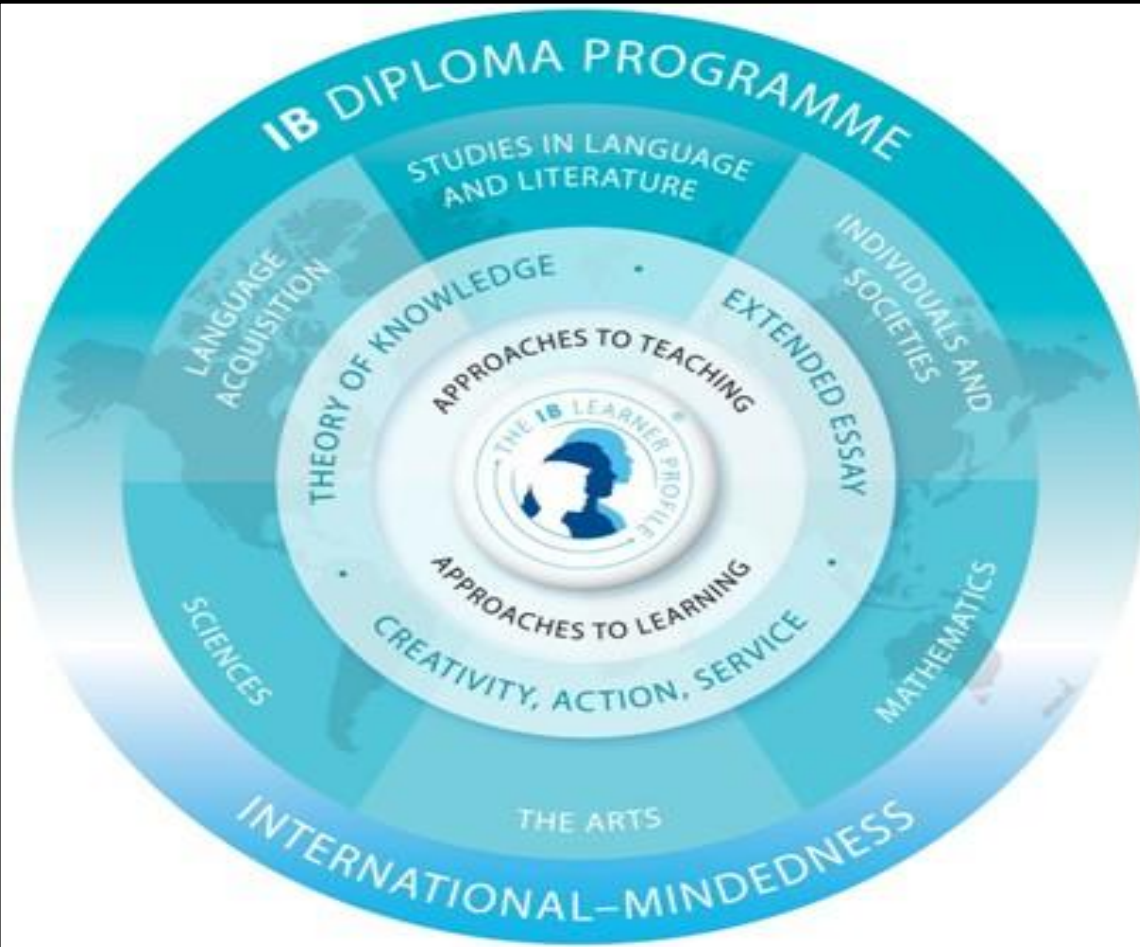 IB DIPLOMA PROGRAMME
STUDIES IN LANGUAGE
AND LITERATURE
LANGUAGE
ACQUISITION
INDIVIDUALS AND
SOCIETIES
THEORY OF KNOWLEDGE
EXTENDED ESSAY
APPROACHES TO TEACHING
THE IB LEARNER PROFILE
APPROACHES TO LEARNING
CREATIVITY, ACTION, SERVICE
SCIENCES
MATHEMATICS
THE ARTS
INTERNATIONAL–MINDEDNESS